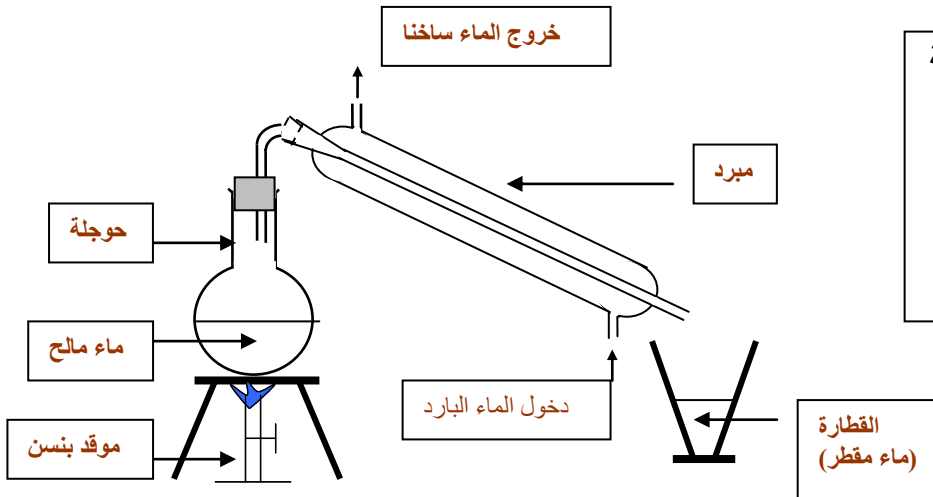 خروج الماء ساخنا
مبرد
حوجلة
ماء مالح
دخول الماء البارد
موقد بنسن
القطارة
(ماء مقطر)